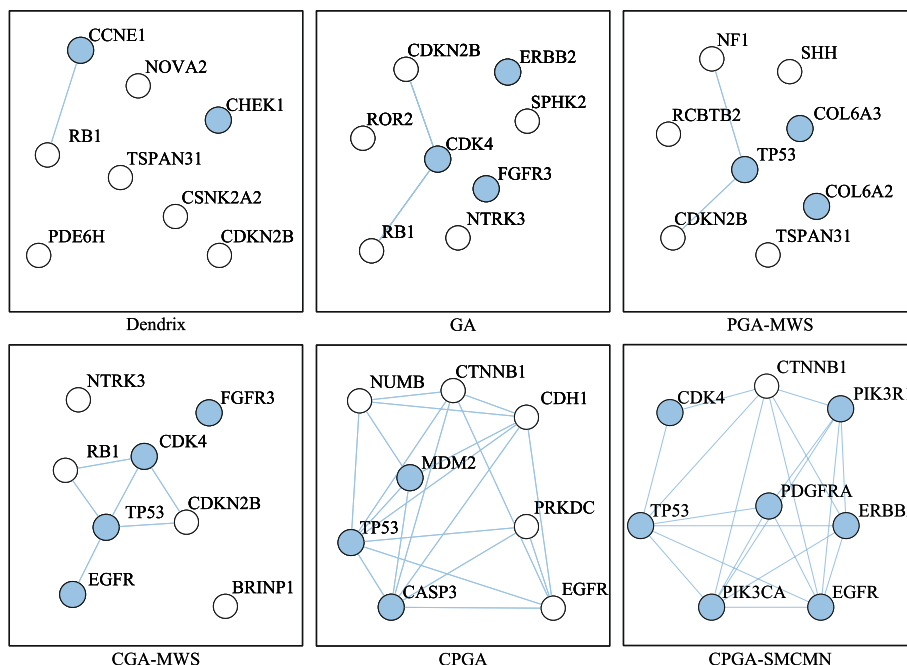 CCNE1
NOVA2
CHEK1
RB1
TSPAN31
CSNK2A2
PDE6H
CDKN2B
Dendrix
CDKN2B
ERBB2
SPHK2
ROR2
CDK4
FGFR3
RB1
NTRK3
GA
NF1
SHH
RCBTB2
COL6A3
TP53
COL6A2
CDKN2B
TSPAN31
PGA-MWS
NTRK3
FGFR3
RB1
CDK4
TP53
CDKN2B
EGFR
BRINP1
CGA-MWS
NUMB
CTNNB1
CDH1
MDM2
PRKDC
TP53
CASP3
EGFR
CPGA
CTNNB1
CDK4
PIK3R1
PDGFRA
TP53
ERBB
PIK3CA
EGFR
CPGA-SMCMN